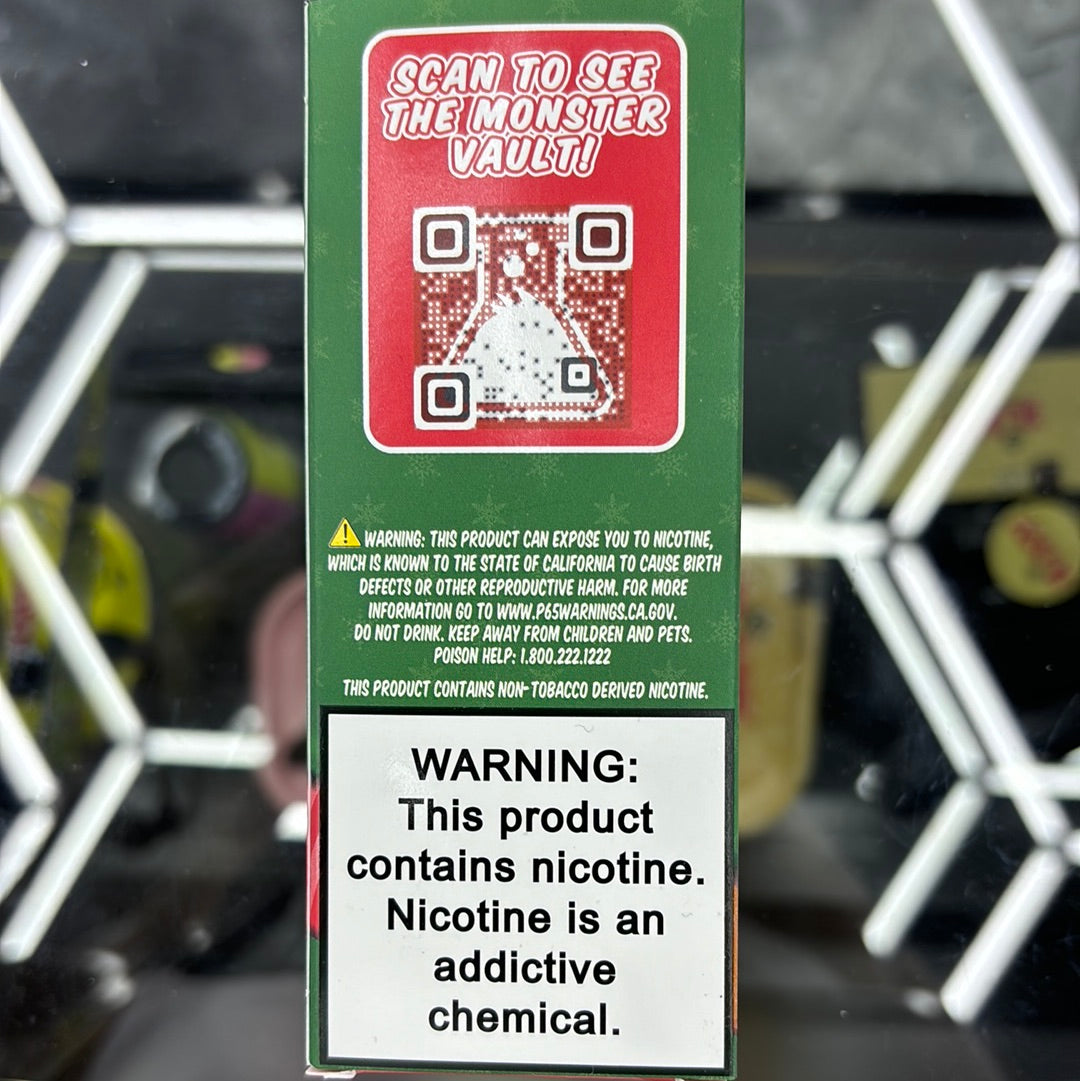 SCAN TO SEE
THE MONSTER
VAULT!
WARNING: THIS PRODUCT CAN EXPOSE YOU TO NICOTINE,
WHICH IS KNOWN TO THE STATE OF CALIFORNIA TO CAUSE BIRTH
DEFECTS OR OTHER REPRODUCTIVE HARM. FOR MORE
INFORMATION GO TO WWW.P65WARNINGS.CA.GOV.
DO NOT DRINK. KEEP AWAY FROM CHILDREN AND PETS.
POISON HELP: 1.800.222.1222
THIS PRODUCT CONTAINS NON-TOBACCO DERIVED NICOTINE.
WARNING:
This product
contains nicotine.
Nicotine is an
addictive
chemical.